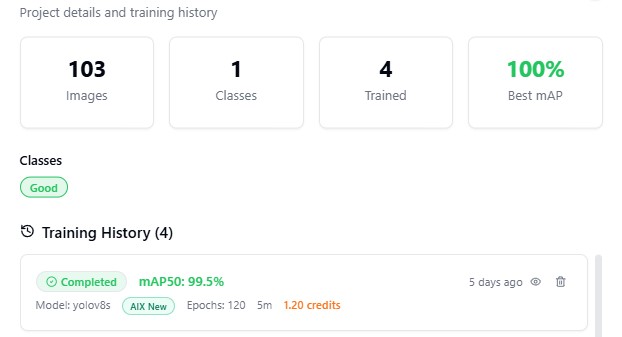 Project details and training history
103 1 4 100%
Images Classes Trained Best mAP
Classes
Good
Training History (4)
Completed mAP50: 99.5% 5 days ago
Model: yolov8s AIX New Epochs: 120 5m 1.20 credits